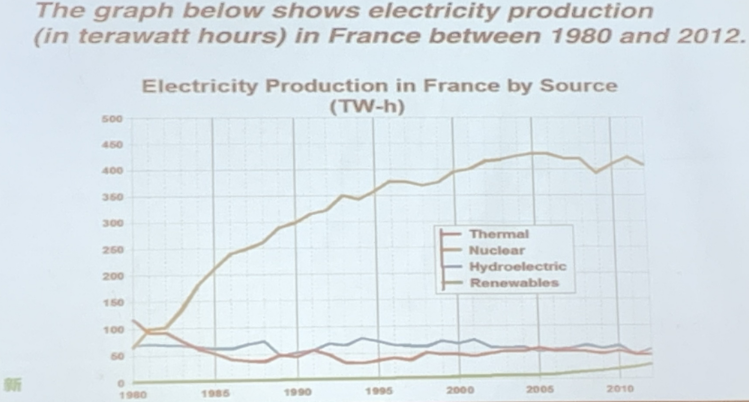 The graph below shows electricity production
(in terawatt hours) in France between 1980 and 2012.
Electricity Production in France by Source
(TW-h)
500
450
400
350
300
250
200
150
100
50
0
Thermal
Nuclear
Hydroelectric
Renewables
1980 1985 1990 1995 2000 2005 2010
新